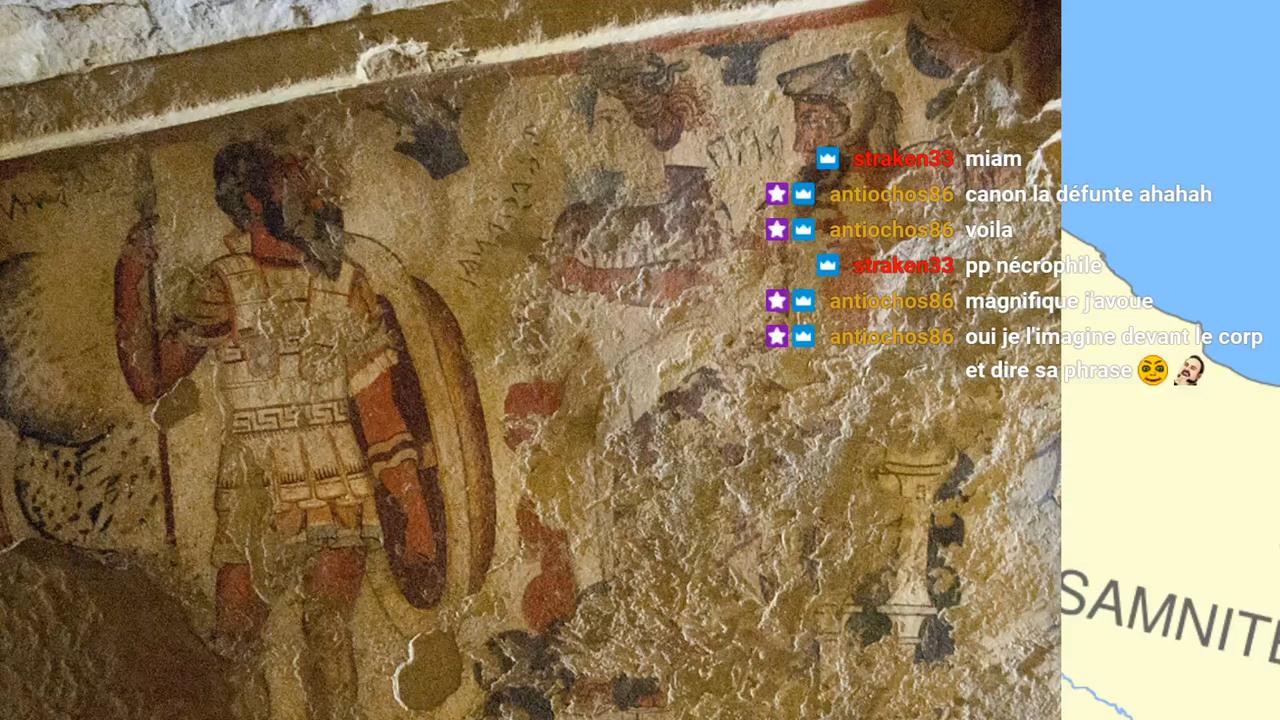 straken33 miam
antiochos86 canon la défunte ahahah
antiochos86 voila
straken33 pp nécrophile
antiochos86 magnifique j'avoue
antiochos86 oui je l'imagine devant le corp
et dire sa phrase
SAMNITE